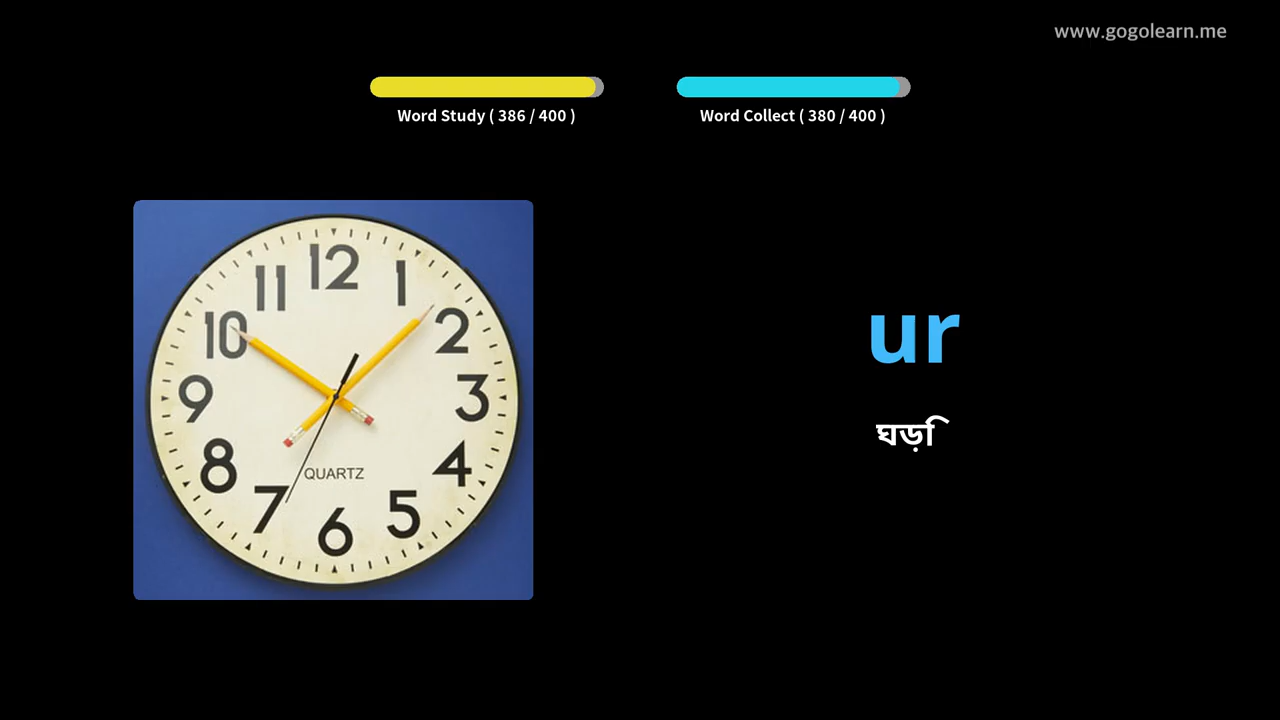 www.gogolearn.me
Word Study ( 386 / 400 )
Word Collect ( 380 / 400 )
12
11
1
10
2
9
3
8
4
7
5
6
QUARTZ
ur
ঘড়ি